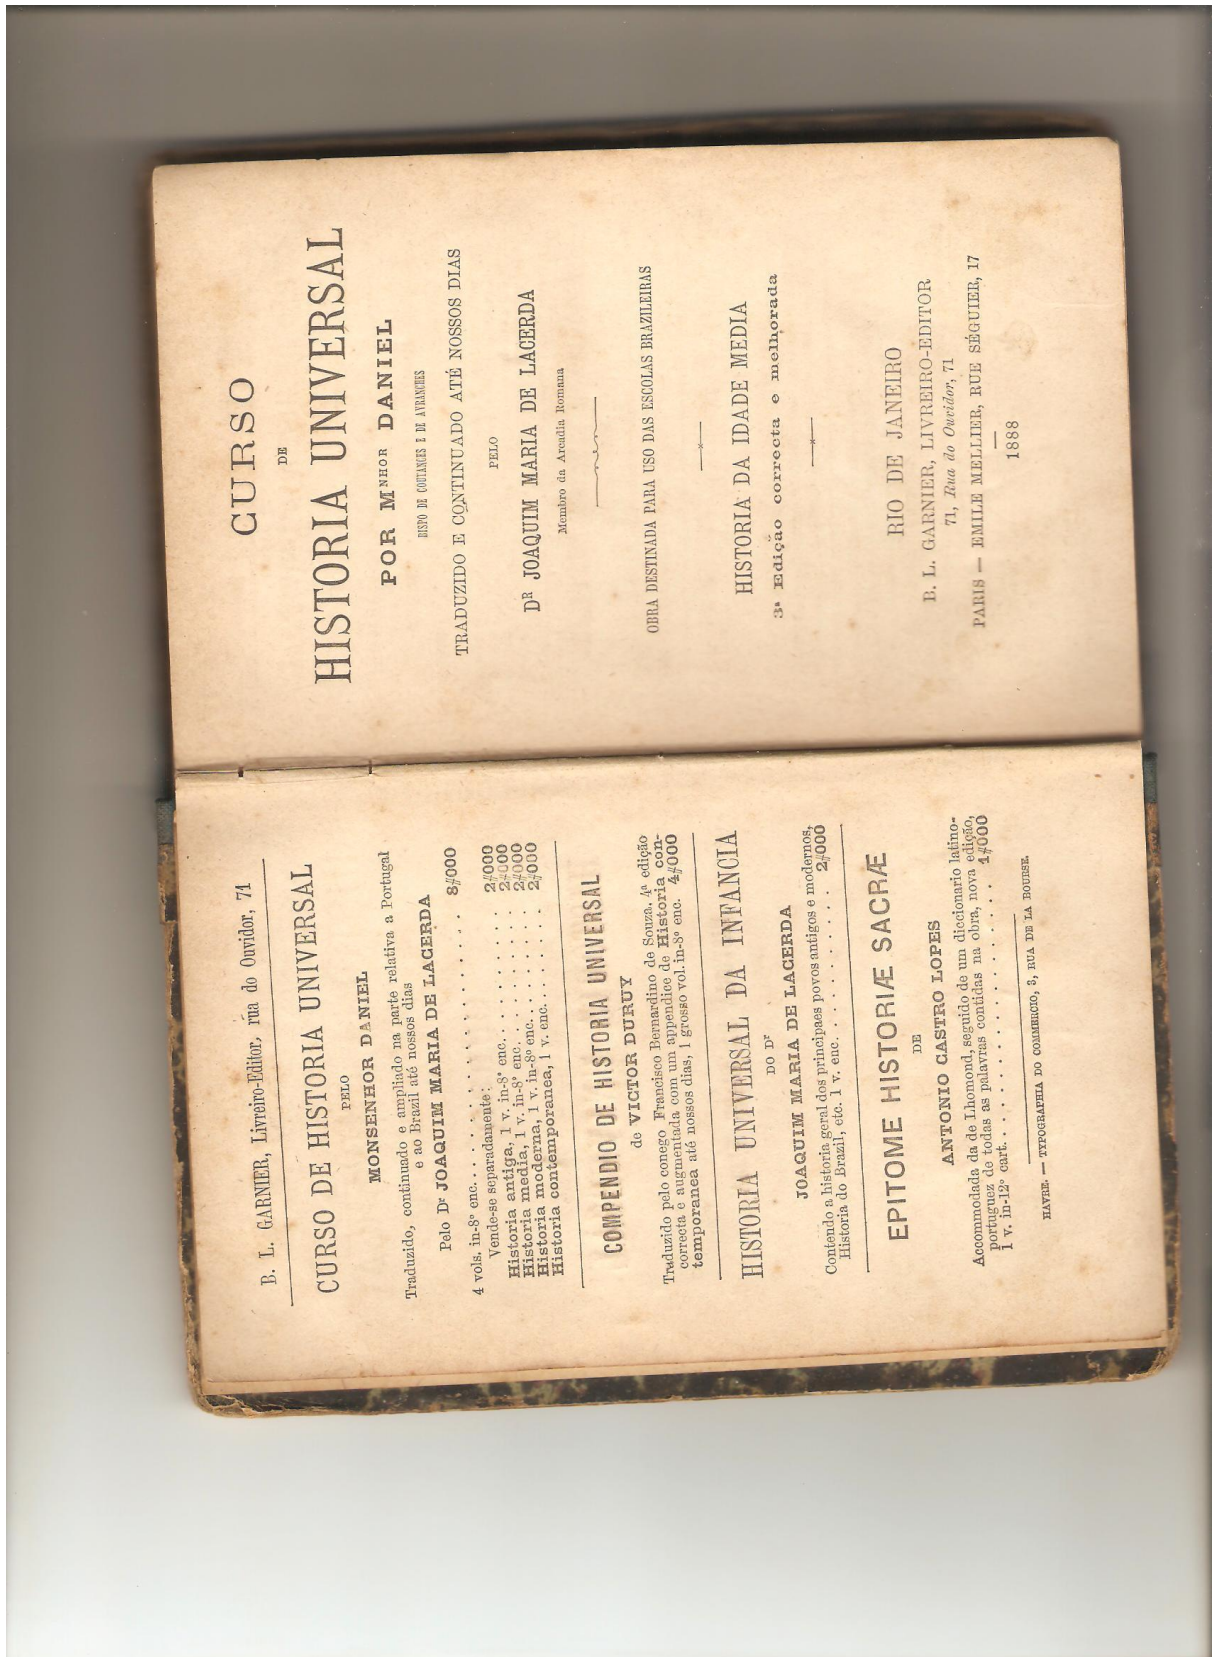 B. L. GARNIER, Livreiro-Editor, rua do Ouvidor, 71
CURSO DE HISTORIA UNIVERSAL
PELO
MONSENHOR DANIEL
Traduzido, continuado e ampliado na parte relativa a Portugal
e ao Brazil até nossos dias
Pelo Dr JOAQUIM MARIA DE LACERDA
4 vols. in-8º enc. . . . . . . . . . . . . . . . . . . 8$000
Vende-se separadamente:
Historia antiga, 1 v. in-8º enc. . . . . . . . . . 2$000
Historia media, 1 v. in-8º enc. . . . . . . . . . 2$000
Historia moderna, 1 v. in-8º enc. . . . . . . . . 2$000
Historia contemporanea, 1 v. enc. . . . . . . . 2$000
COMPENDIO DE HISTORIA UNIVERSAL
de VICTOR DURUY
Traduzido pelo conego Francisco Bernardino de Souza, 4ª edição
correcta e augmentada com um appendice de Historia con-
temporanea até nossos dias, 1 grosso vol. in-8º enc. 4$000
HISTORIA UNIVERSAL DA INFANCIA
DO Dr
JOAQUIM MARIA DE LACERDA
Contendo a historia geral dos principaes povos antigos e modernos,
Historia do Brazil, etc. 1 v. enc. . . . . . . . . . . . 2$000
EPITOME HISTORIÆ SACRÆ
DE
ANTONIO CASTRO LOPES
Accommodada da de Lhomond, seguido de um diccionario latino-
portuguez de todas as palavras contidas na obra, nova edição,
1 v. in-12º cart. . . . . . . . . . . . . . . . . . . 1$000
HAVRE. — TYPOGRAPHIA DO COMMERCIO, 3, RUA DE LA BOURSE.
CURSO
DE
HISTORIA UNIVERSAL
POR MNHOR DANIEL
BISPO DE COUTANCES E DE AVRANCHES
TRADUZIDO E CONTINUADO ATÉ NOSSOS DIAS
PELO
DR JOAQUIM MARIA DE LACERDA
Membro da Arcadia Romana
OBRA DESTINADA PARA USO DAS ESCOLAS BRAZILEIRAS
HISTORIA DA IDADE MEDIA
3ª Edição correcta e melhorada
RIO DE JANEIRO
B. L. GARNIER, LIVREIRO-EDITOR
71, Rua do Ouvidor, 71
PARIS — EMILE MELLIER, RUE SÉGUIER, 17
1888